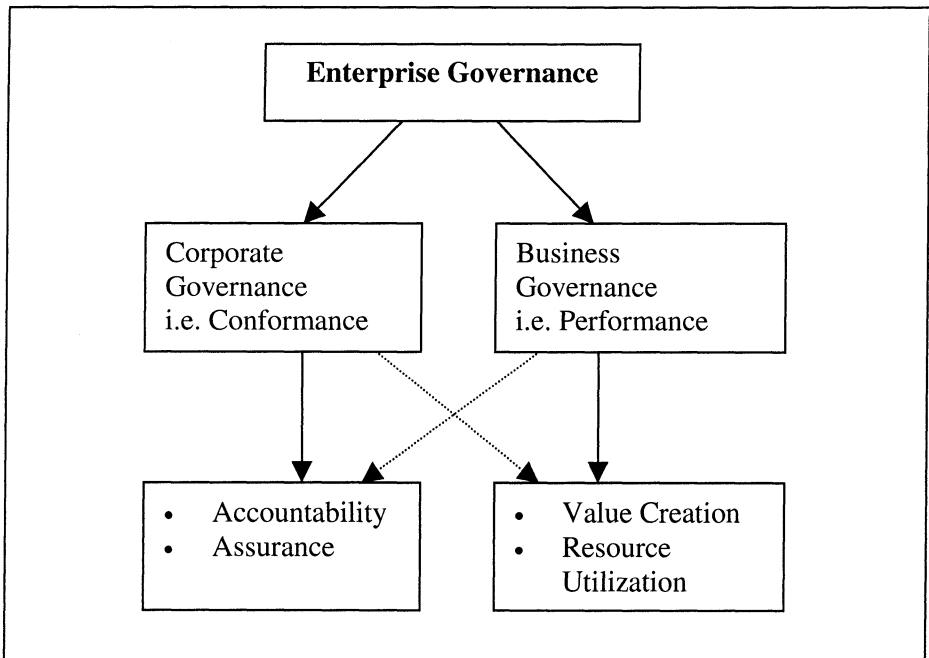 Enterprise Governance
Corporate
Governance
i.e. Conformance
Business
Governance
i.e. Performance
• Accountability
• Assurance
• Value Creation
• Resource
Utilization